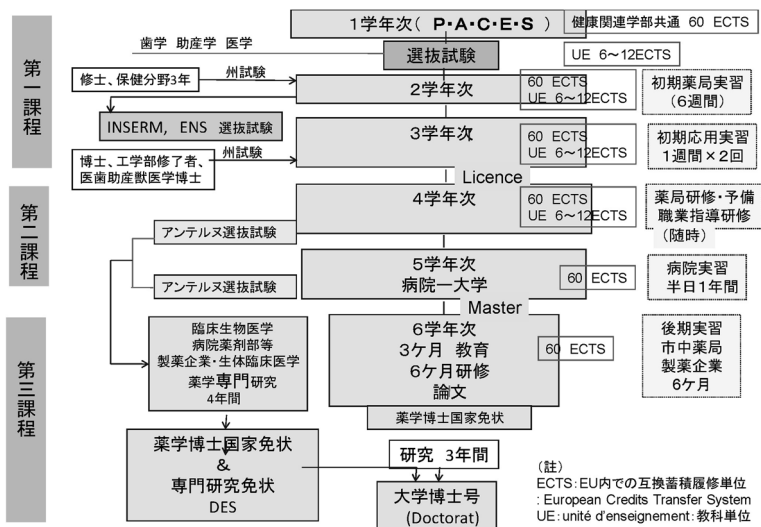 1学年次( P・A・C・E・S )
健康関連学部共通 60 ECTS
歯学 助産学 医学
選抜試験
UE 6～12ECTS
第一課程
修士、保健分野3年
州試験
2学年次
60 ECTS
UE 6～12ECTS
初期薬局実習
(6週間)
INSERM, ENS 選抜試験
3学年次
60 ECTS
UE 6～12ECTS
初期応用実習
1週間×2回
博士、工学部修了者、
医歯助産獣医学博士
州試験
Licence
第二課程
4学年次
60 ECTS
UE 6～12ECTS
薬局研修・予備
職業指導研修
(随時)
アンテルヌ選抜試験
5学年次
病院ー大学
60 ECTS
病院実習
半日1年間
アンテルヌ選抜試験
Master
第三課程
臨床生物医学
病院薬剤部等
製薬企業・生体臨床医学
薬学専門研究
4年間
6学年次
3ケ月 教育
6ケ月研修
論文
60 ECTS
後期実習
市中薬局
製薬企業
6ケ月
薬学博士国家免状
薬学博士国家免状
&
専門研究免状
DES
研究 3年間
大学博士号
(Doctorat)
(註)
ECTS:EU内での互換蓄積履修単位
: European Credits Transfer System
UE:unité d'enseignement:教科単位